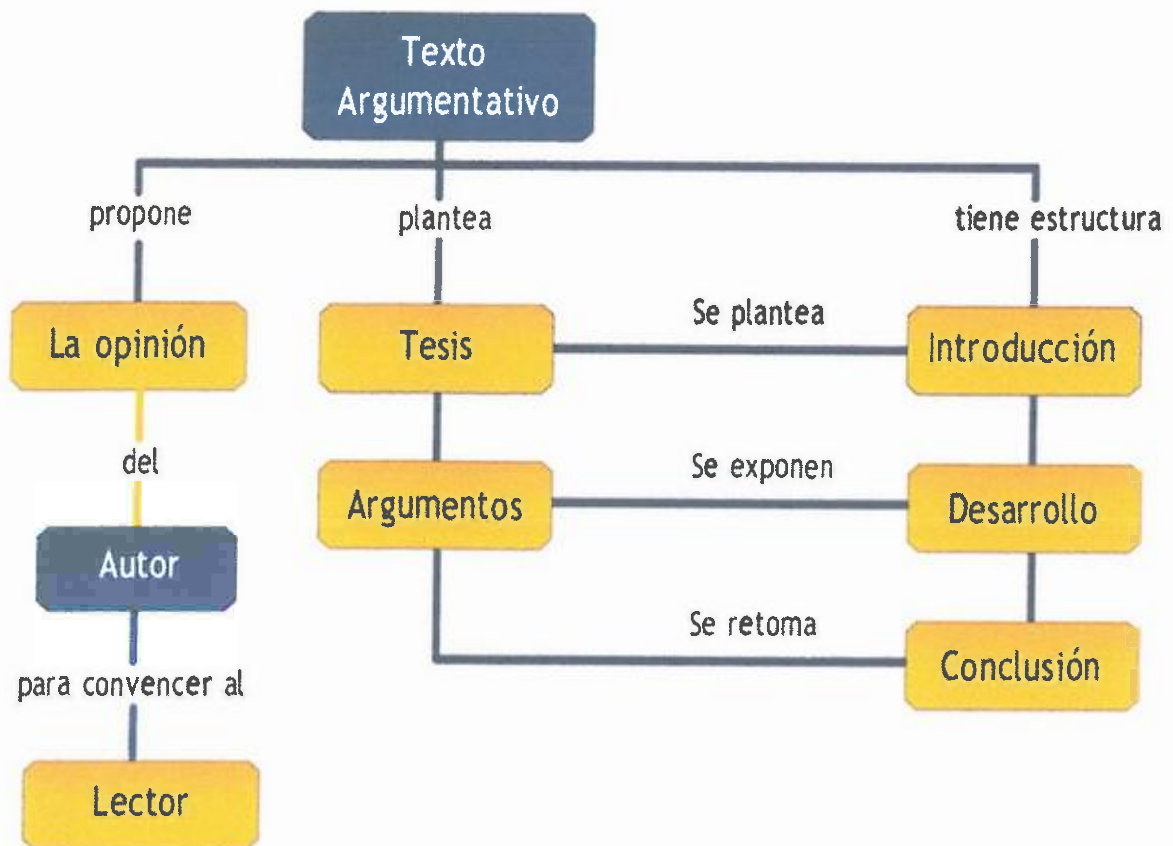 Texto
Argumentativo
propone
plantea
tiene estructura
La opinión
Tesis
Se plantea
Introducción
del
Argumentos
Se exponen
Desarrollo
Autor
Se retoma
Conclusión
para convencer al
Lector